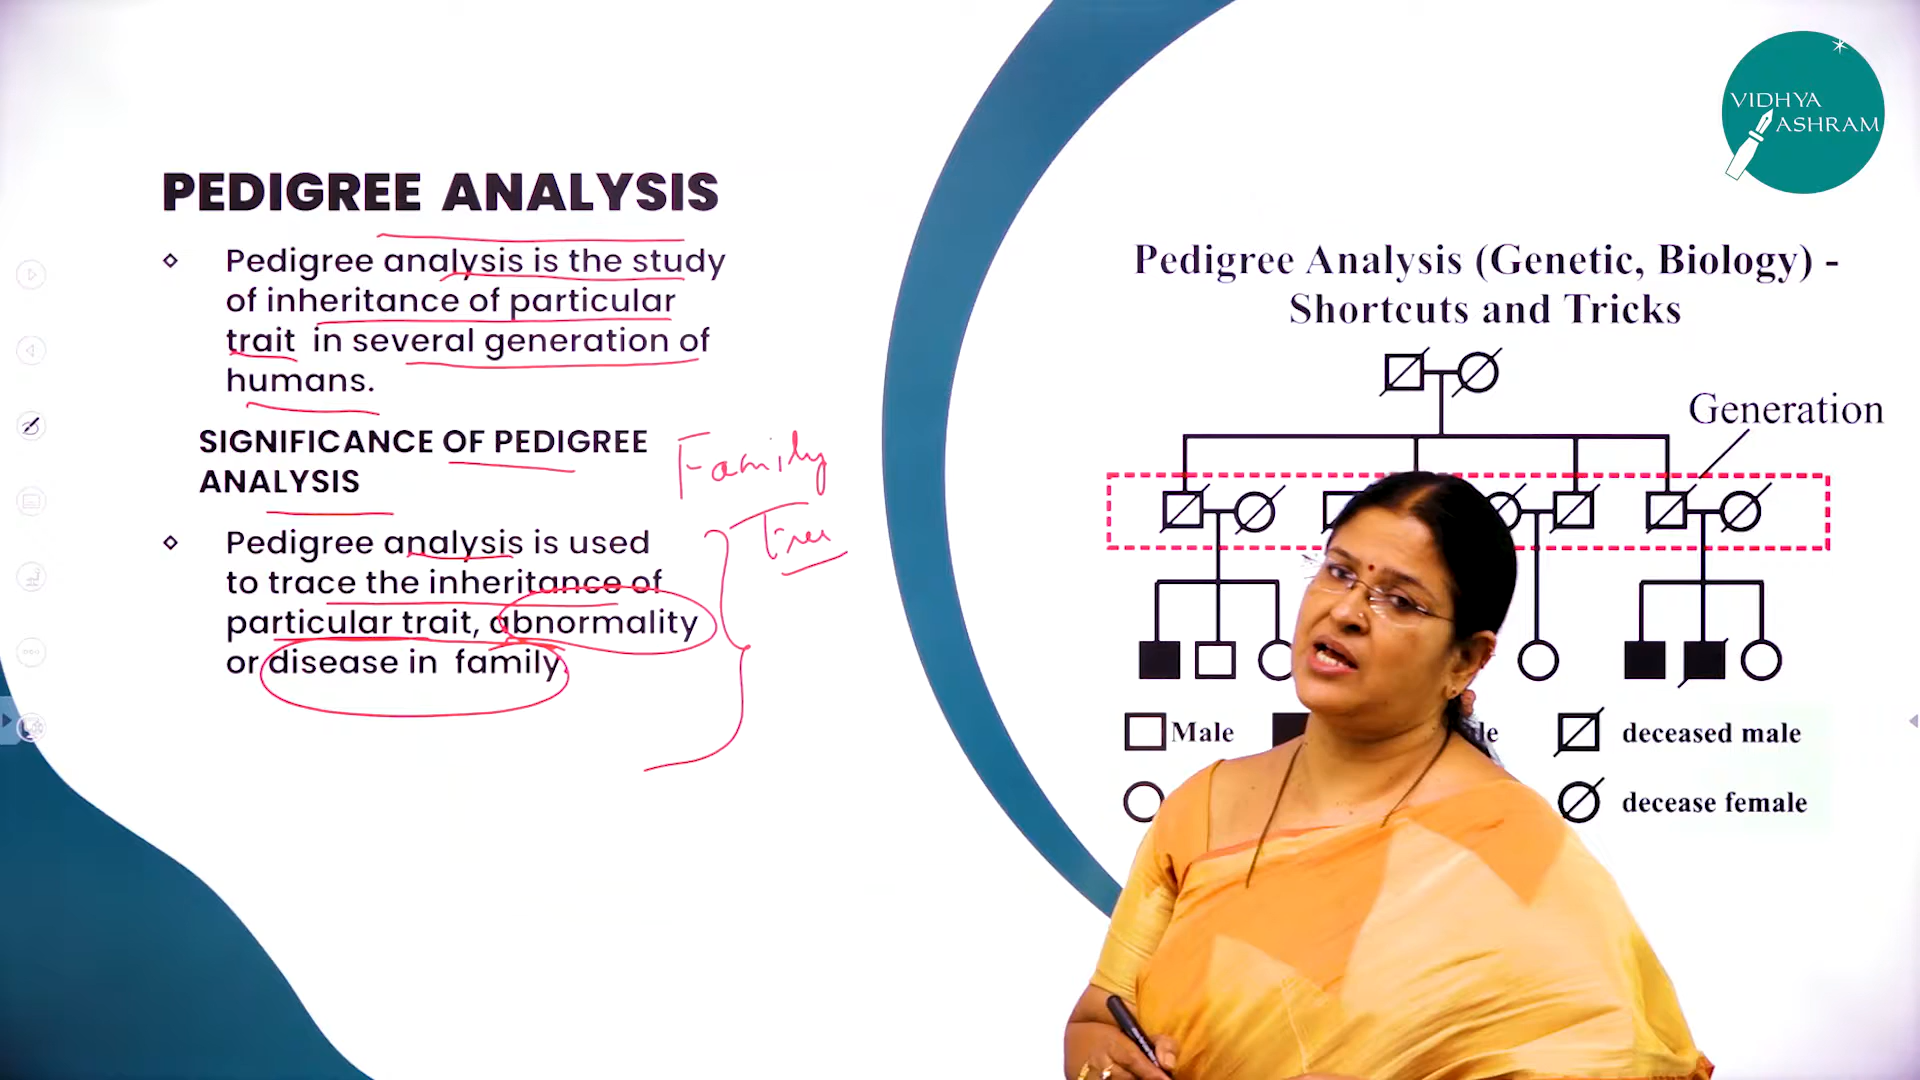 VIDHYA
ASHRAM
PEDIGREE ANALYSIS
Pedigree analysis is the study
of inheritance of particular
trait in several generation of
humans.
SIGNIFICANCE OF PEDIGREE
ANALYSIS
Pedigree analysis is used
to trace the inheritance of
particular trait, abnormality
or disease in family.
Family
Tree
Pedigree Analysis (Genetic, Biology) -
Shortcuts and Tricks
Generation
Male
deceased male
decease female